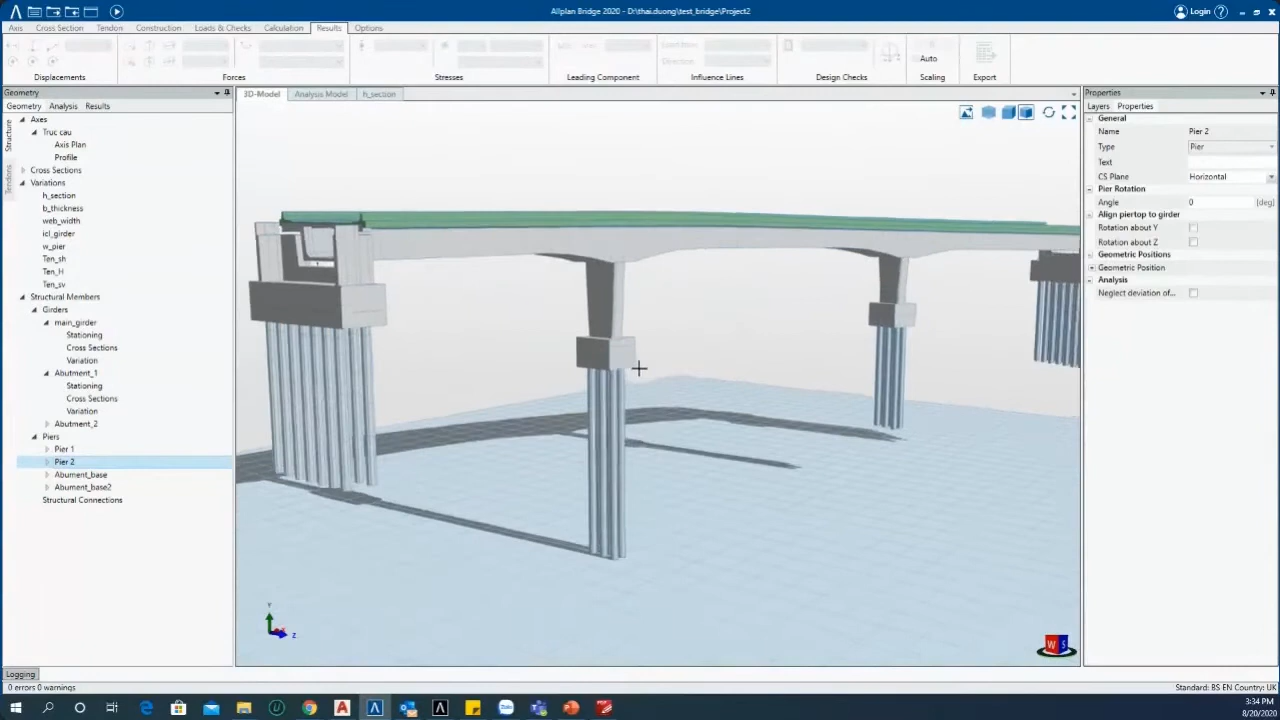 Allplan Bridge 2020 - D:\thai.duong\test_bridge\Project2
Login
Axis Cross Section Tendon Construction Loads & Checks Calculation Results Options
Auto
Displacements Forces Stresses Leading Component Influence Lines Design Checks Scaling Export
Geometry
Geometry Analysis Results
Structure
Tendons
Axes
Truc cau
Axis Plan
Profile
Cross Sections
Variations
h_section
b_thickness
web_width
icl_girder
w_pier
Ten_sh
Ten_H
Ten_sv
Structural Members
Girders
main_girder
Stationing
Cross Sections
Variation
Abutment_1
Stationing
Cross Sections
Variation
Abutment_2
Piers
Pier 1
Pier 2
Abument_base
Abument_base2
Structural Connections
3D-Model Analysis Model h_section
Y
Z
W S
Properties
Layers Properties
General
Name Pier 2
Type Pier
Text
CS Plane Horizontal
Pier Rotation
Angle 0 [deg]
Align piertop to girder
Rotation about Y
Rotation about Z
Geometric Positions
Geometric Position
Analysis
Neglect deviation of...
Logging
0 errors 0 warnings
Standard: BS EN Country: UK
3:34 PM
8/20/2020